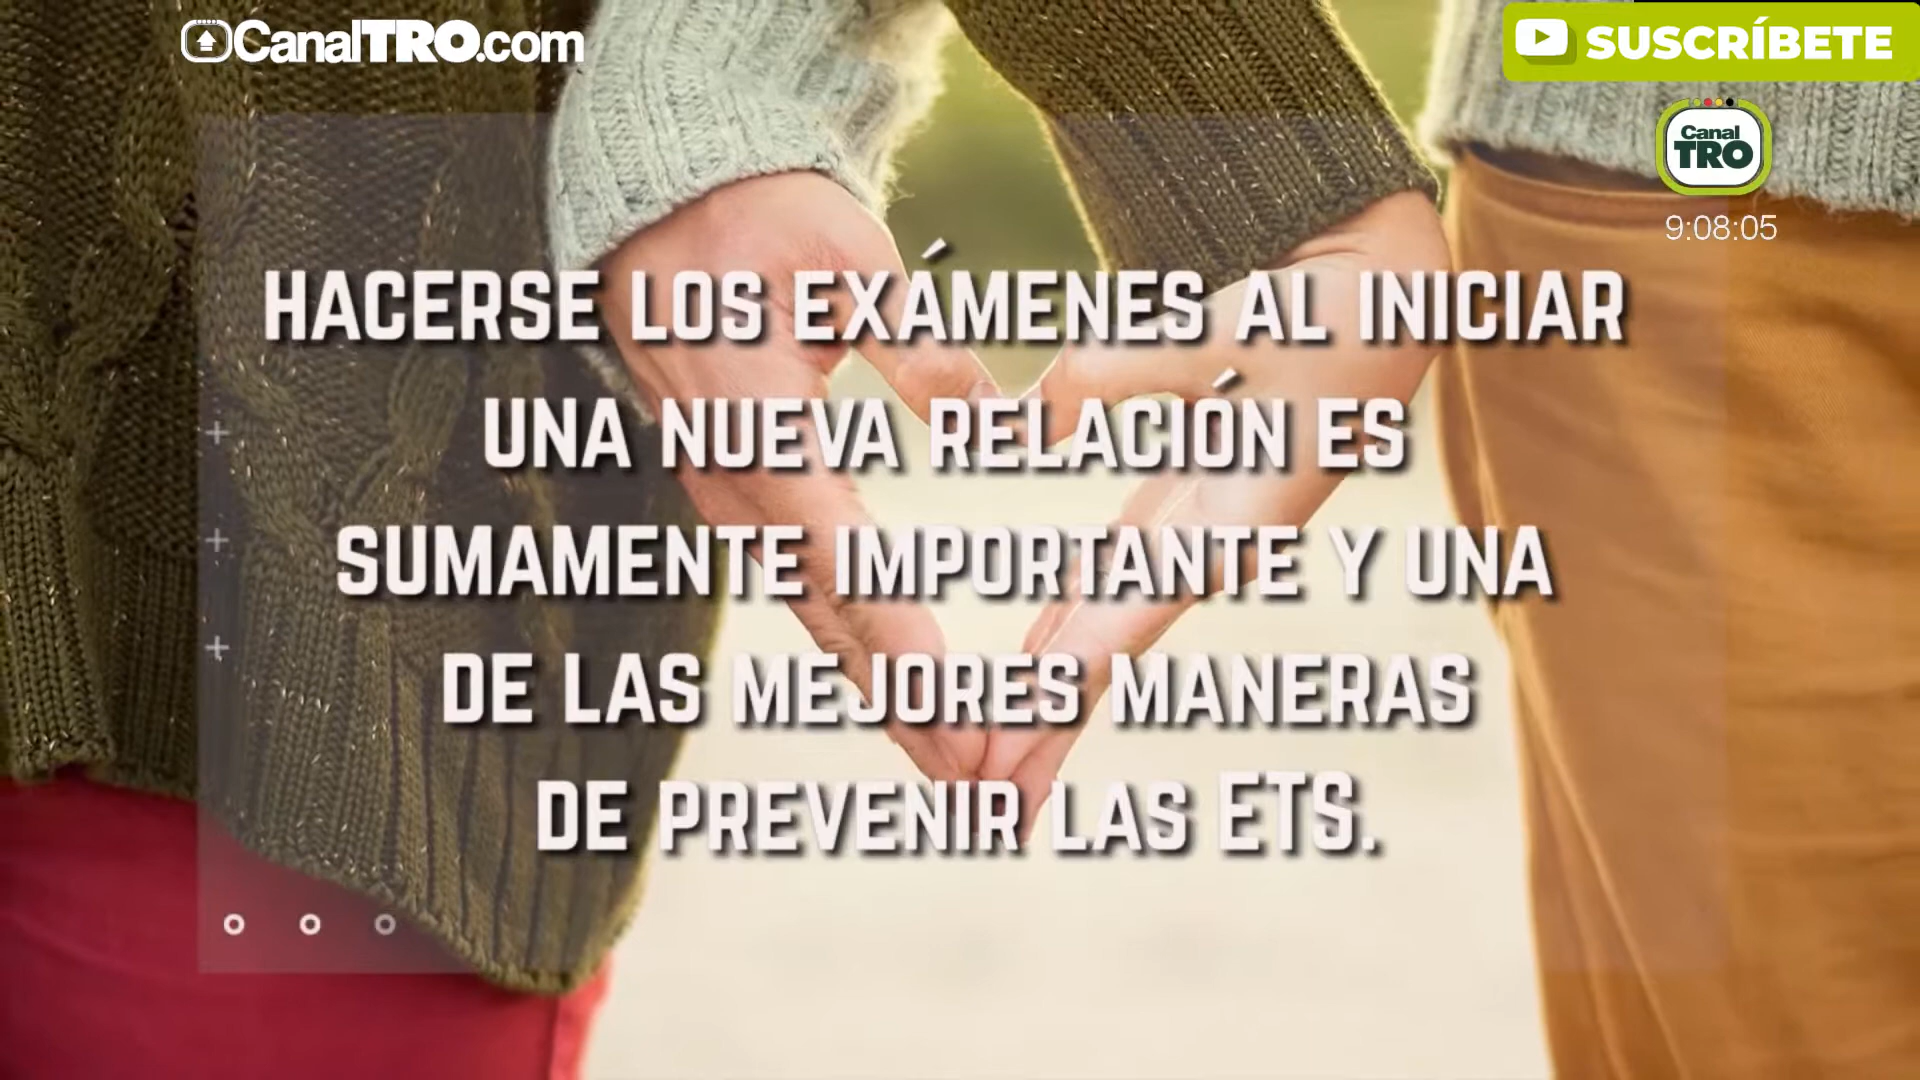 CanalTRO.com
SUSCRÍBETE
Canal
TRO
9:08:05
HACERSE LOS EXÁMENES AL INICIAR
UNA NUEVA RELACIÓN ES
SUMAMENTE IMPORTANTE Y UNA
DE LAS MEJORES MANERAS
DE PREVENIR LAS ETS.